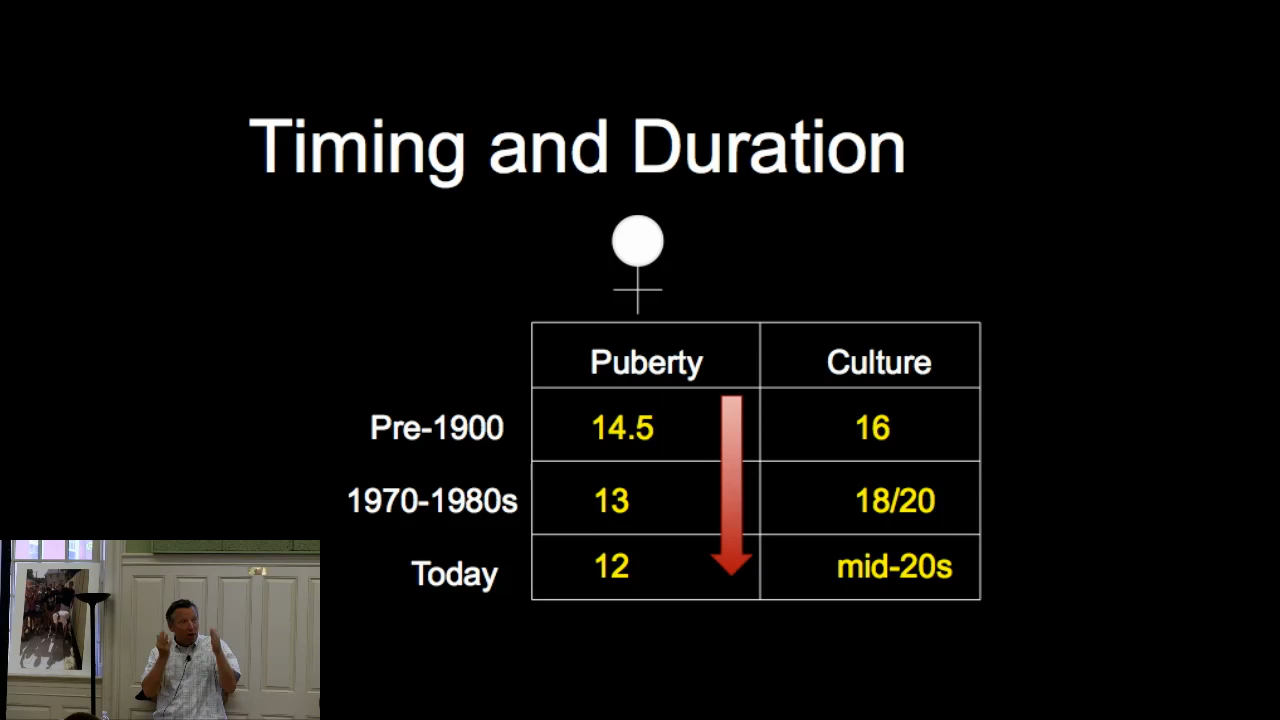 Timing and Duration
Puberty Culture
Pre-1900 14.5 16
1970-1980s 13 18/20
Today 12 mid-20s